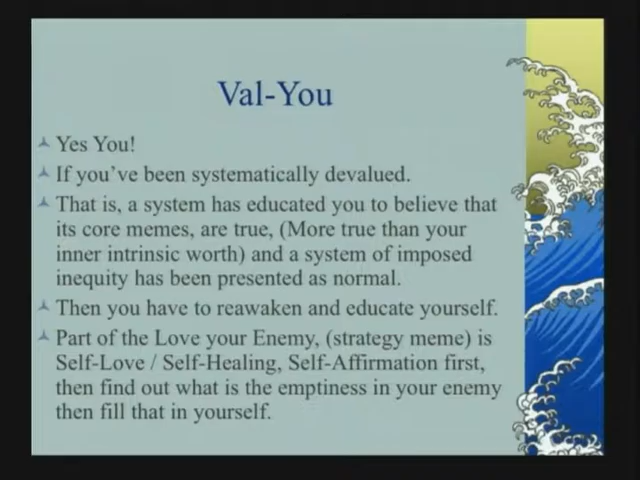 Val-You
Yes You!
If you've been systematically devalued.
That is, a system has educated you to believe that
its core memes, are true, (More true than your
inner intrinsic worth) and a system of imposed
inequity has been presented as normal.
Then you have to reawaken and educate yourself.
Part of the Love your Enemy, (strategy meme) is
Self-Love / Self-Healing, Self-Affirmation first,
then find out what is the emptiness in your enemy
then fill that in yourself.